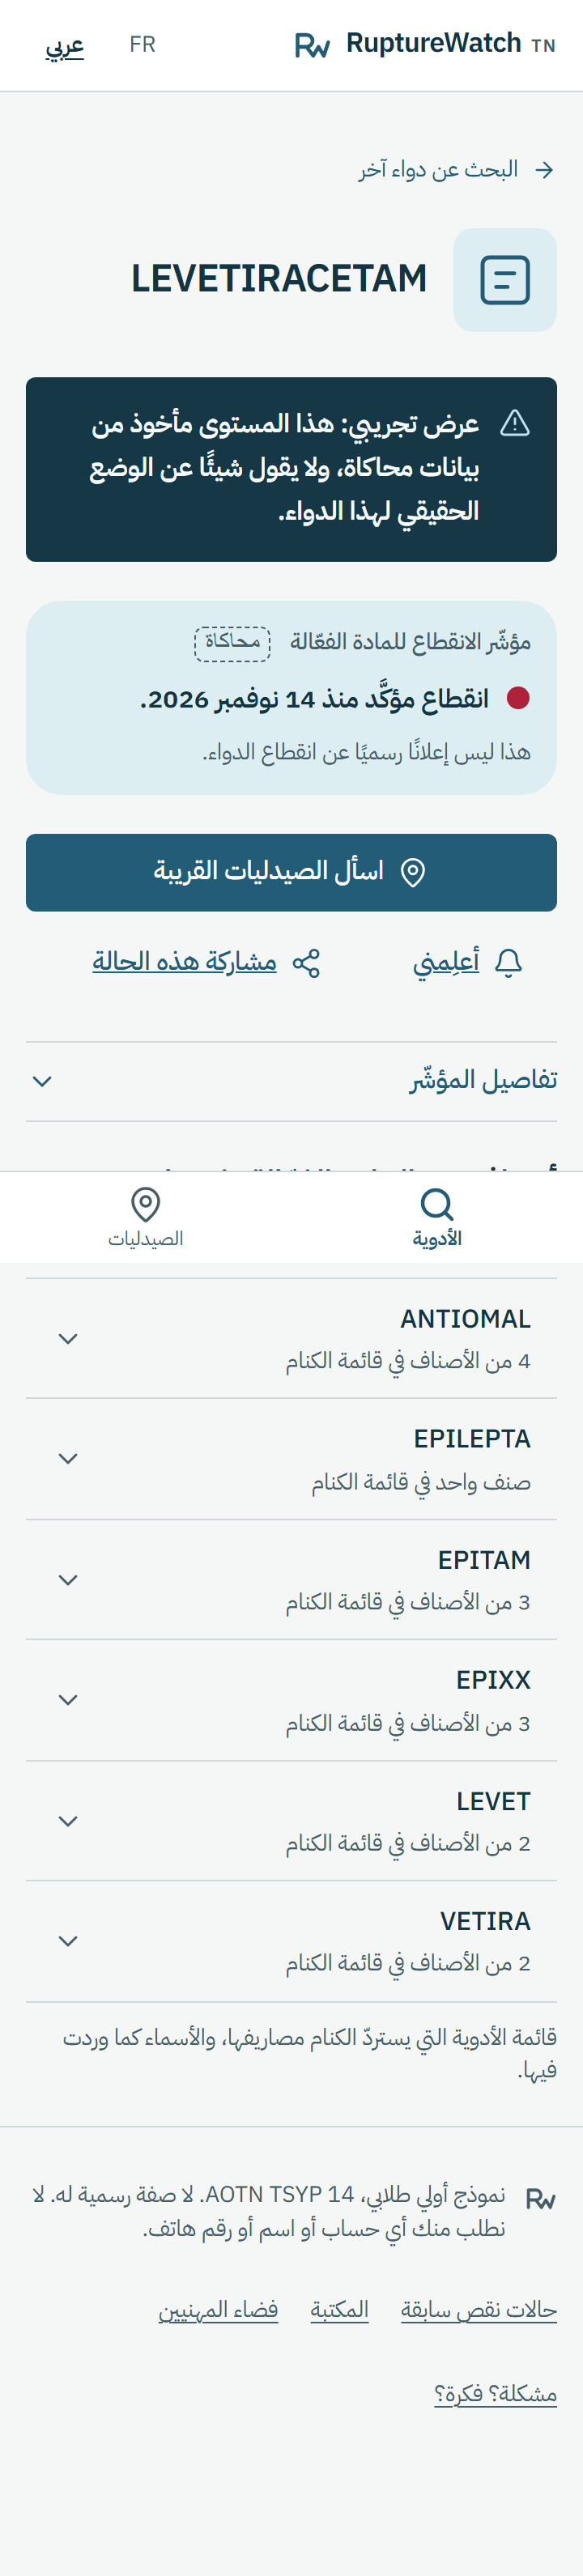 RW RuptureWatch TN
FR
عربي
البحث عن دواء آخر
LEVETIRACETAM
عرض تجريبي: هذا المستوى مأخوذ من
بيانات محاكاة، ولا يقول شيئًا عن الوضع
الحقيقي لهذا الدواء.
مؤشّر الانقطاع للمادة الفعّالة
محاكاة
انقطاع مؤكَّد منذ 14 نوفمبر 2026.
هذا ليس إعلانًا رسميًا عن انقطاع الدواء.
اسأل الصيدليات القريبة
أعلِمني
مشاركة هذه الحالة
تفاصيل المؤشّر
الأدوية
الصيدليات
ANTIOMAL
4 من الأصناف في قائمة الكنام
EPILEPTA
صنف واحد في قائمة الكنام
EPITAM
3 من الأصناف في قائمة الكنام
EPIXX
3 من الأصناف في قائمة الكنام
LEVET
2 من الأصناف في قائمة الكنام
VETIRA
2 من الأصناف في قائمة الكنام
قائمة الأدوية التي يستردّ الكنام مصاريفها، والأسماء كما وردت
فيها.
RW
نموذج أولي طلابي، AOTN TSYP 14. لا صفة رسمية له. لا
نطلب منك أي حساب أو اسم أو رقم هاتف.
حالات نقص سابقة
المكتبة
فضاء المهنيين
مشكلة؟ فكرة؟